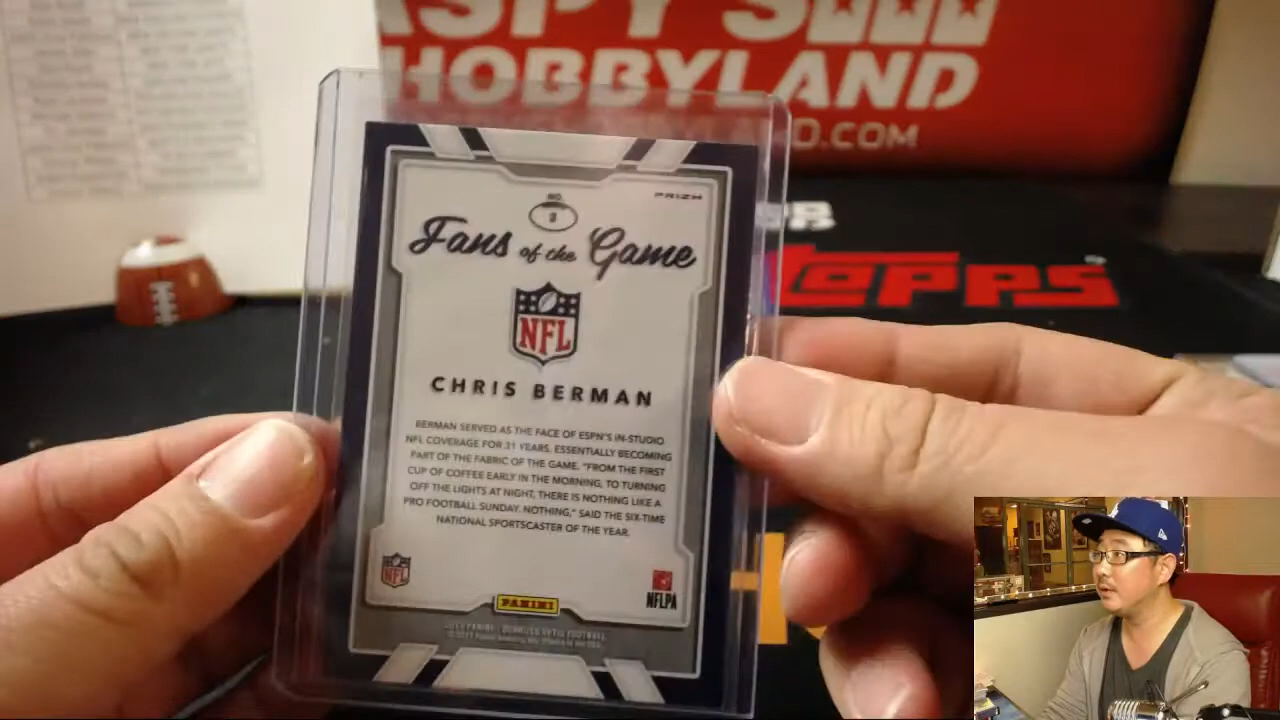 ASPY'S
HOBBYLAND
D.COM
TOPPS
NO.
3
PRIZM
Fans of the Game
NFL
CHRIS BERMAN
BERMAN SERVED AS THE FACE OF ESPN'S IN-STUDIO
NFL COVERAGE FOR 31 YEARS, ESSENTIALLY BECOMING
PART OF THE FABRIC OF THE GAME. "FROM THE FIRST
CUP OF COFFEE EARLY IN THE MORNING, TO TURNING
OFF THE LIGHTS AT NIGHT, THERE IS NOTHING LIKE A
PRO FOOTBALL SUNDAY. NOTHING," SAID THE SIX-TIME
NATIONAL SPORTSCASTER OF THE YEAR.
NFL
PANINI
NFLPA